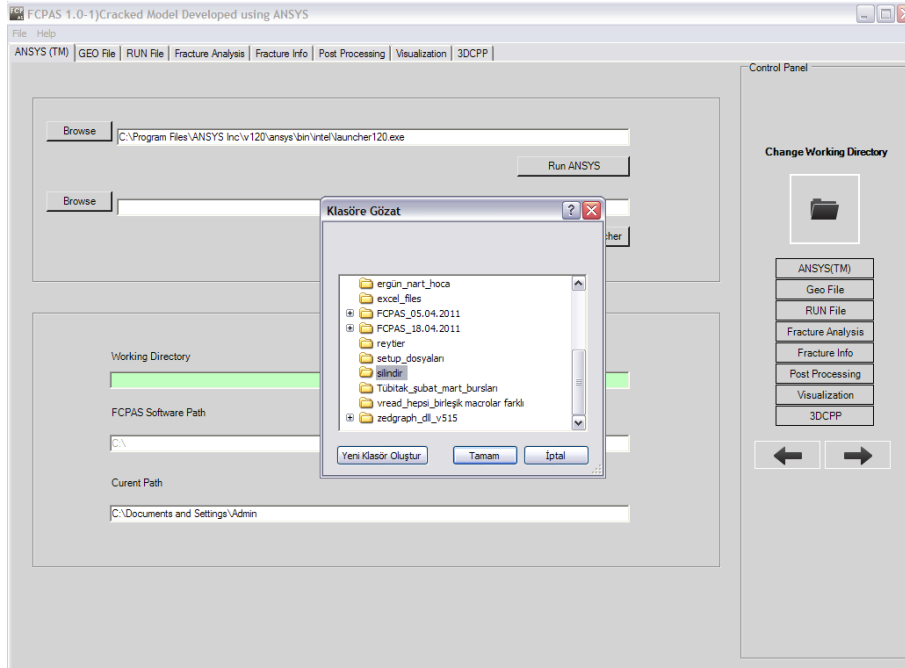 FCPAS 1.0-1)Cracked Model Developed using ANSYS
File Help
ANSYS (TM) GEO File RUN File Fracture Analysis Fracture Info Post Processing Visualization 3DCPP
Control Panel
Browse C:\Program Files\ANSYS Inc\v120\ansys\bin\intel\launcher120.exe
Run ANSYS
Browse
cher
Klasöre Gözat
ergün_nart_hoca
excel_files
FCPAS_05.04.2011
FCPAS_18.04.2011
reytier
setup_dosyaları
silindir
Tübitak_şubat_mart_bursları
vread_hepsi_birleşik macrolar farklı
zedgraph_dll_v515
Yeni Klasör Oluştur Tamam İptal
Working Directory
FCPAS Software Path
C:\
Curent Path
C:\Documents and Settings\Admin
Change Working Directory
ANSYS(TM)
Geo File
RUN File
Fracture Analysis
Fracture Info
Post Processing
Visualization
3DCPP